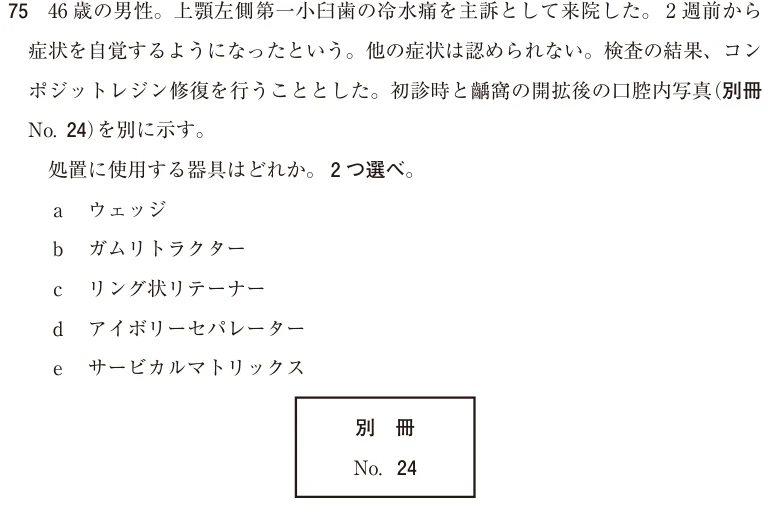 75 46 歳の男性。上顎左側第一小臼歯の冷水痛を主訴として来院した。2 週前から
症状を自覚するようになったという。他の症状は認められない。検査の結果、コン
ポジットレジン修復を行うこととした。初診時と齲窩の開拡後の口腔内写真(別冊
No. 24)を別に示す。
処置に使用する器具はどれか。2 つ選べ。
a ウェッジ
b ガムリトラクター
c リング状リテーナー
d アイボリーセパレーター
e サービカルマトリックス
別 冊
No. 24